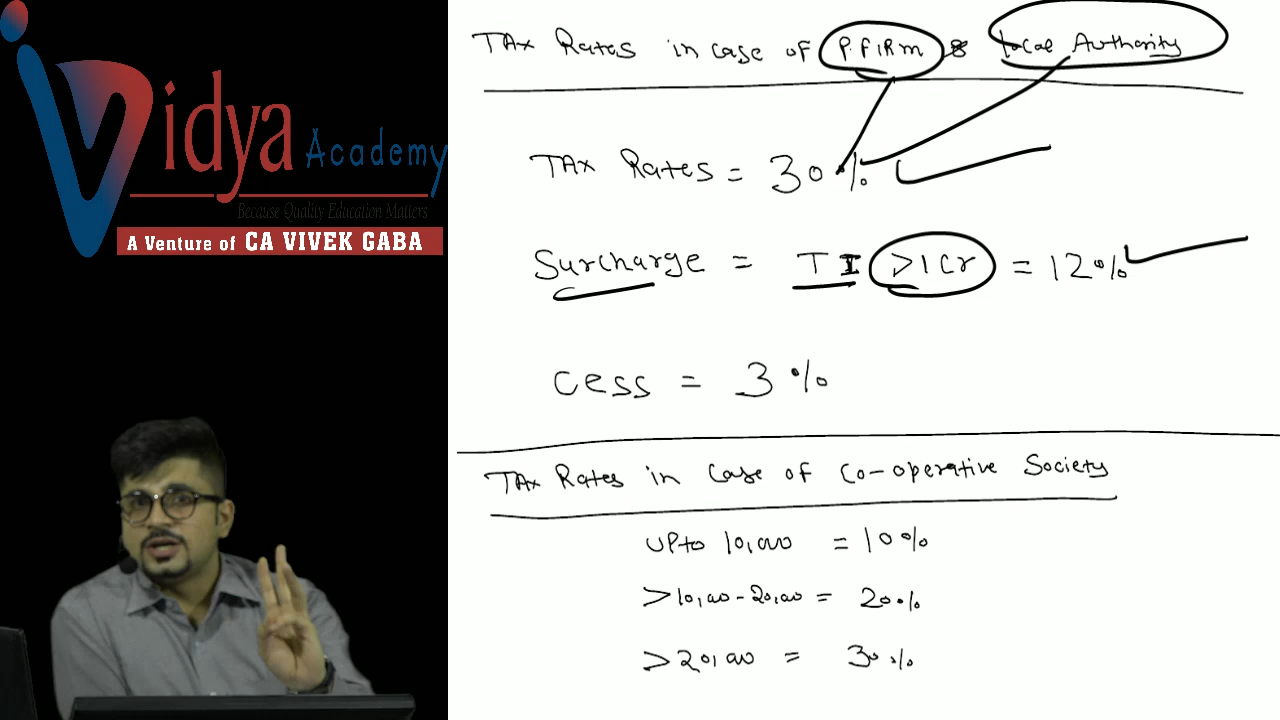 Vidya Academy
Because Quality Education Matters
A Venture of CA VIVEK GABA
TAx Rates in case of P.fiRm & local Authority
TAx Rates = 30%
Surcharge = TI >1 cr = 12%
cess = 3%
TAx Rates in Case of Co-operative Society
UPto 10,000 = 10%
>10,000-20,000 = 20%
>20,000 = 30%